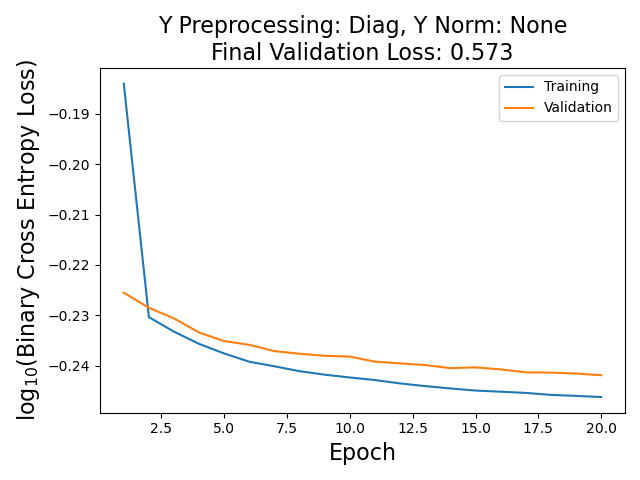 Y Preprocessing: Diag, Y Norm: None
Final Validation Loss: 0.573
Training
Validation
log₁₀(Binary Cross Entropy Loss)
−0.19
−0.20
−0.21
−0.22
−0.23
−0.24
2.5 5.0 7.5 10.0 12.5 15.0 17.5 20.0
Epoch